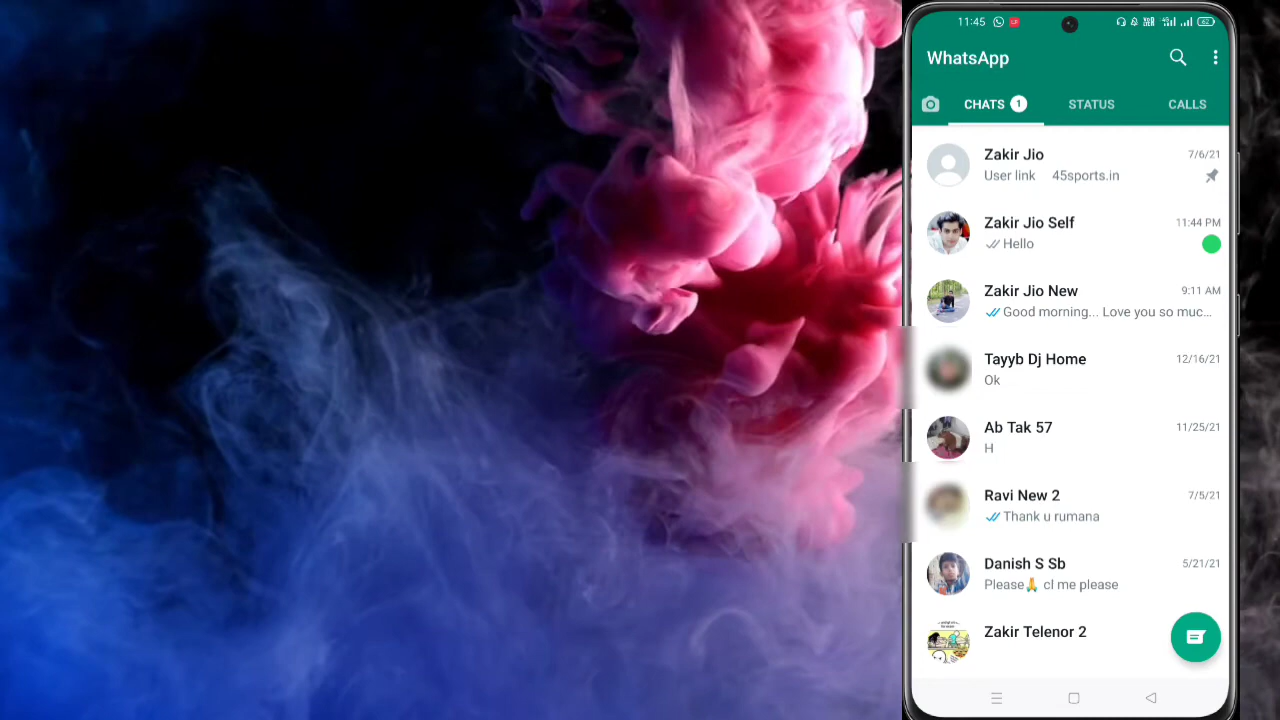 11:45
62
WhatsApp
CHATS 1 STATUS CALLS
Zakir Jio 7/6/21
User link 45sports.in
Zakir Jio Self 11:44 PM
Hello
Zakir Jio New 9:11 AM
Good morning... Love you so muc...
Tayyb Dj Home 12/16/21
Ok
Ab Tak 57 11/25/21
H
Ravi New 2 7/5/21
Thank u rumana
Danish S Sb 5/21/21
Please🙏 cl me please
Zakir Telenor 2